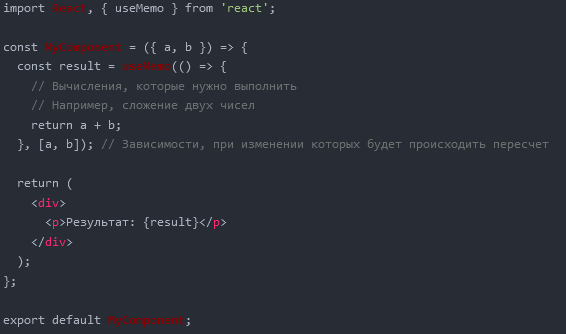 import React, { useMemo } from 'react';
const MyComponent = ({ a, b }) => {
const result = useMemo(() => {
// Вычисления, которые нужно выполнить
// Например, сложение двух чисел
return a + b;
}, [a, b]); // Зависимости, при изменении которых будет происходить пересчет
return (
<div>
<p>Результат: {result}</p>
</div>
);
};
export default MyComponent;